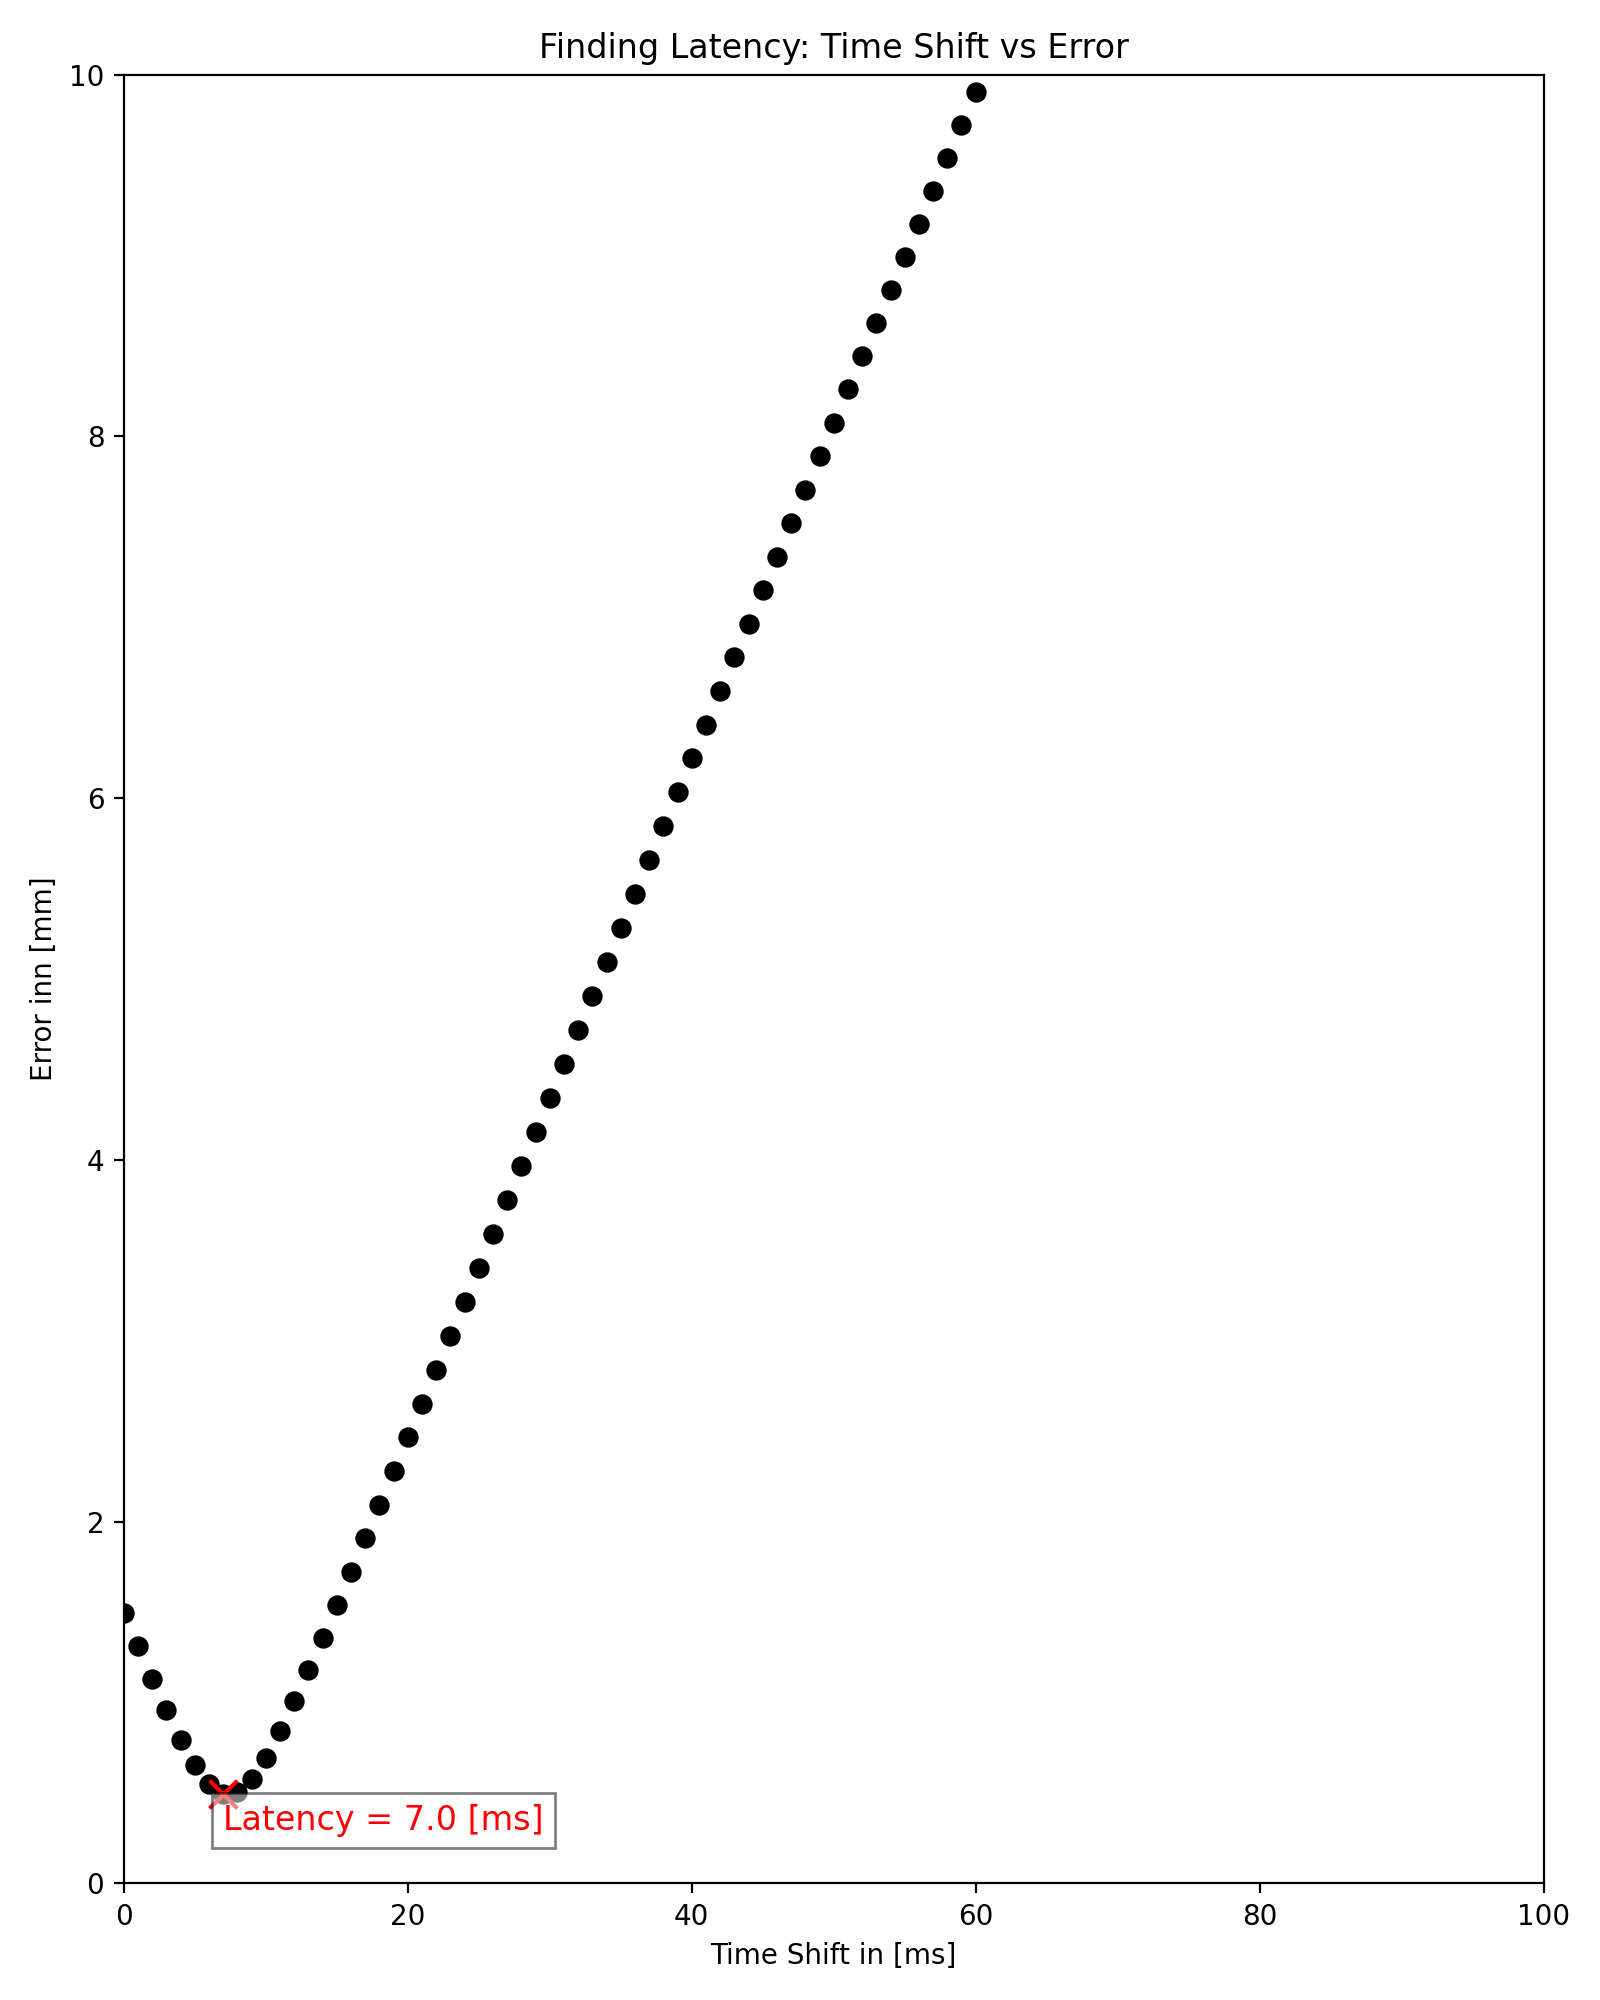 Finding Latency: Time Shift vs Error
10
8
6
4
2
0
Error inn [mm]
Latency = 7.0 [ms]
0 20 40 60 80 100
Time Shift in [ms]